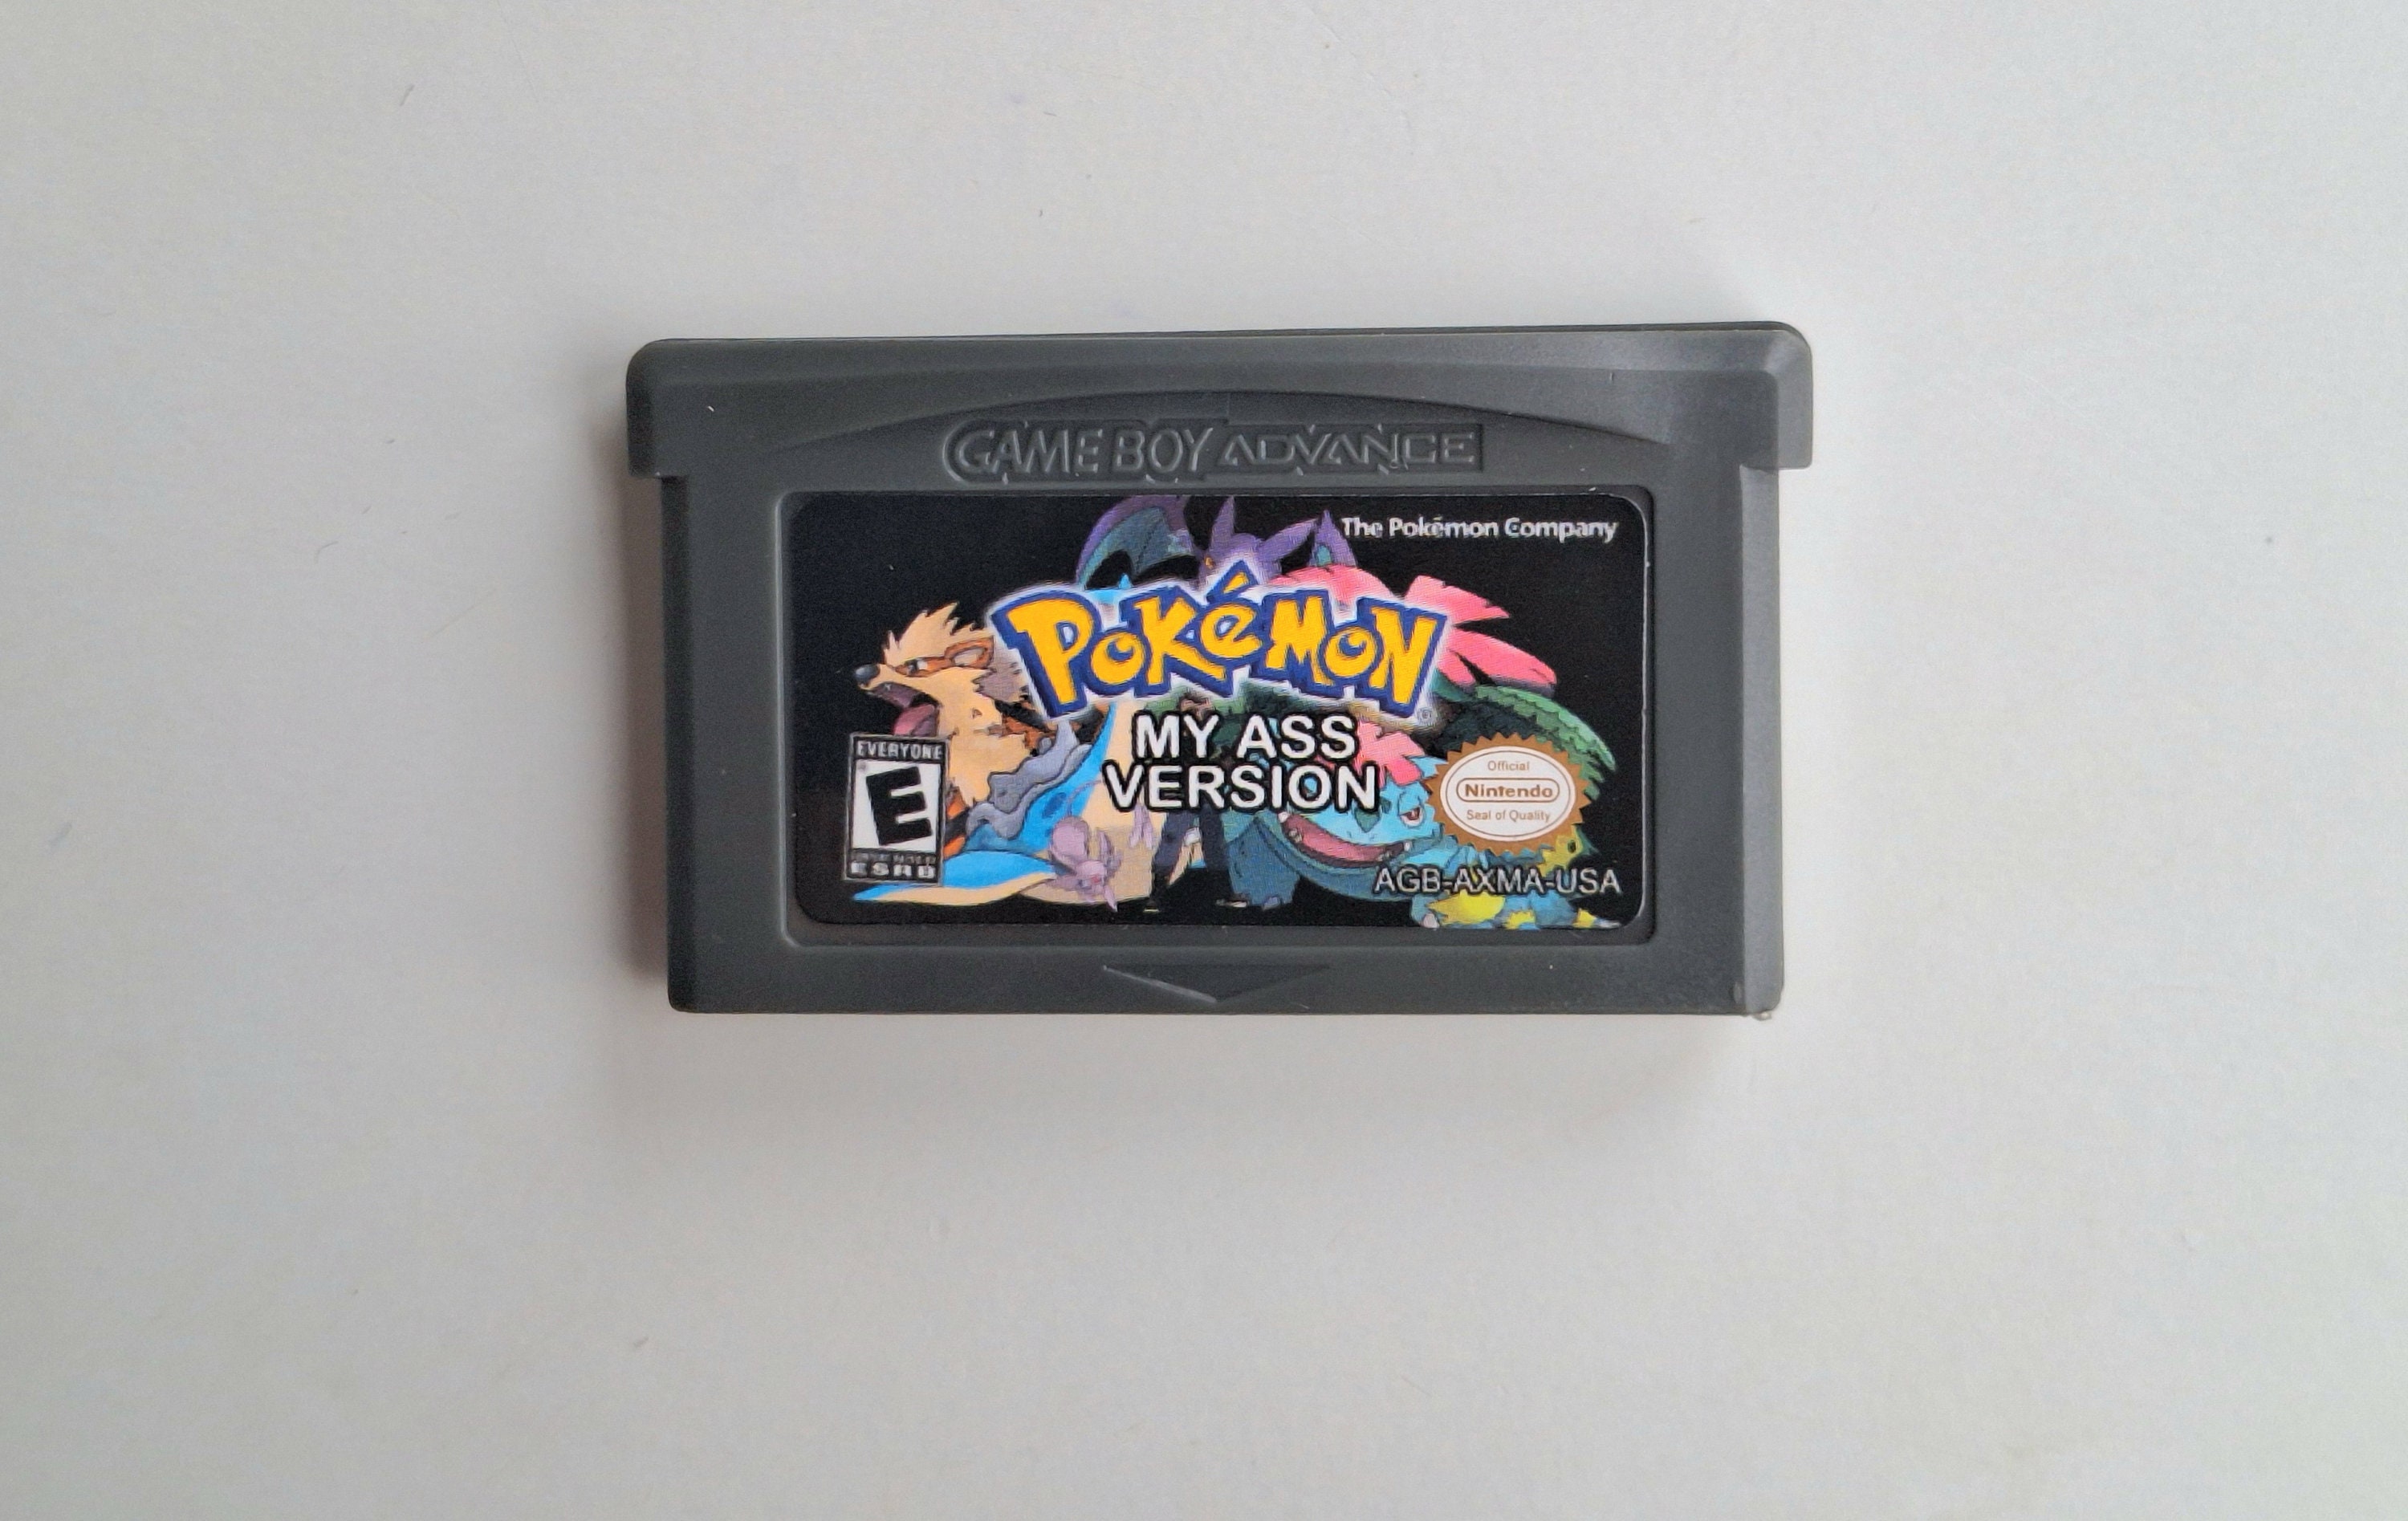 GAME BOY ADVANCE
The Pokémon Company
POKéMON
®
MY ASS
VERSION
EVERYONE
E
ESRB
Official
Nintendo
Seal of Quality
AGB-AXMA-USA